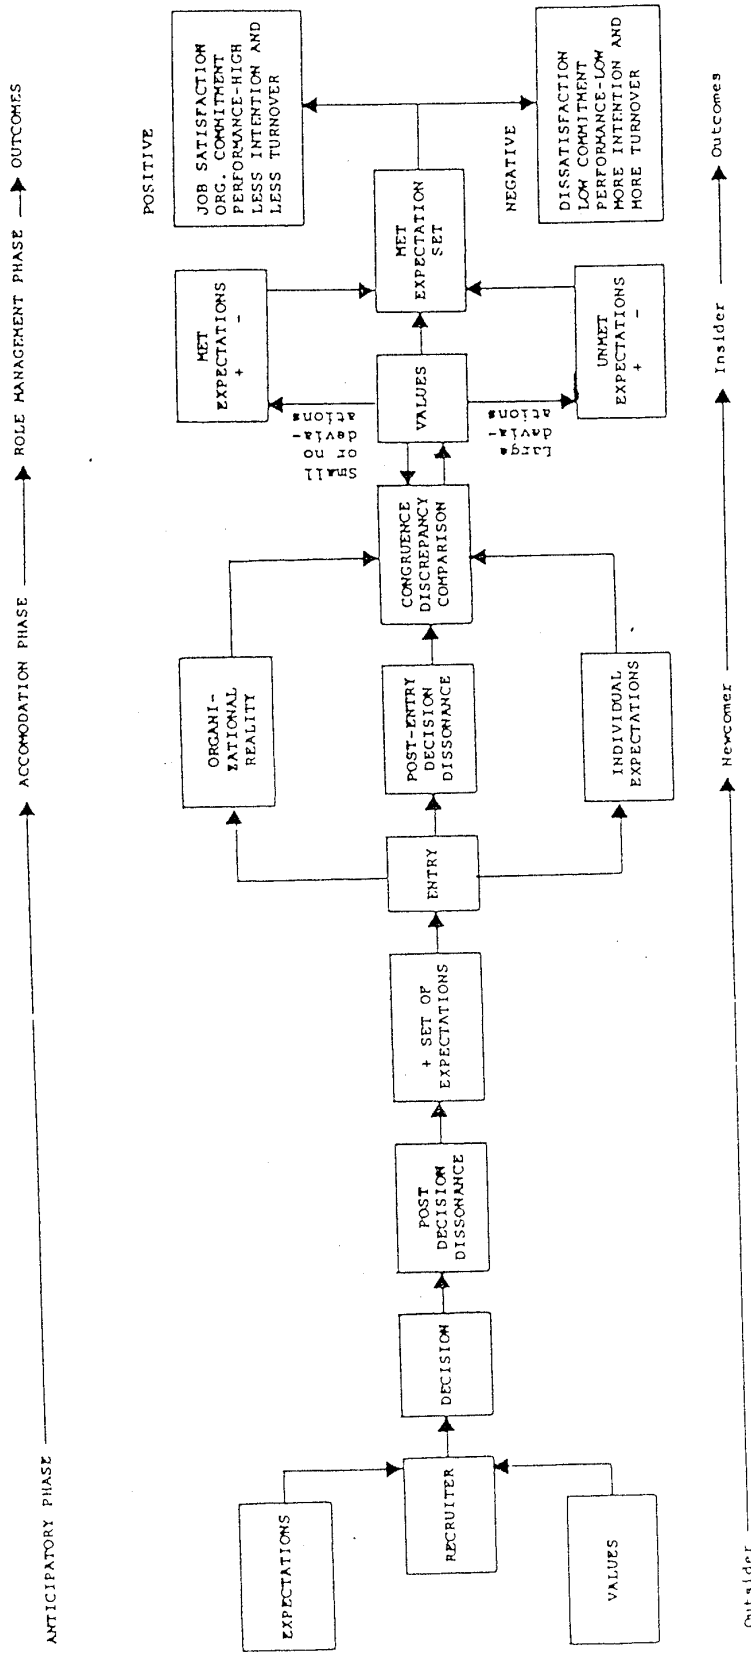 ANTICIPATORY PHASE
ACCOMODATION PHASE
ROLE MANAGEMENT PHASE
OUTCOMES
EXPECTATIONS
VALUES
RECRUITER
DECISION
POST
DECISION
DISSONANCE
+ SET OF
EXPECTATIONS
ENTRY
ORGANI-
ZATIONAL
REALITY
POST-ENTRY
DECISION
DISSONANCE
INDIVIDUAL
EXPECTATIONS
CONGRUENCE
DISCREPANCY
COMPARISON
Small
or no
devia-
ations
VALUES
Large
devia-
ations
MET
EXPECTATIONS
+ -
UNMET
EXPECTATIONS
+ -
MET
EXPECTATION
SET
POSITIVE
JOB SATISFACTION
ORG. COMMITMENT
PERFORMANCE-HIGH
LESS INTENTION AND
LESS TURNOVER
NEGATIVE
DISSATISFACTION
LOW COMMITMENT
PERFORMANCE-LOW
MORE INTENTION AND
MORE TURNOVER
Outsider
Newcomer
Insider
Outcomes